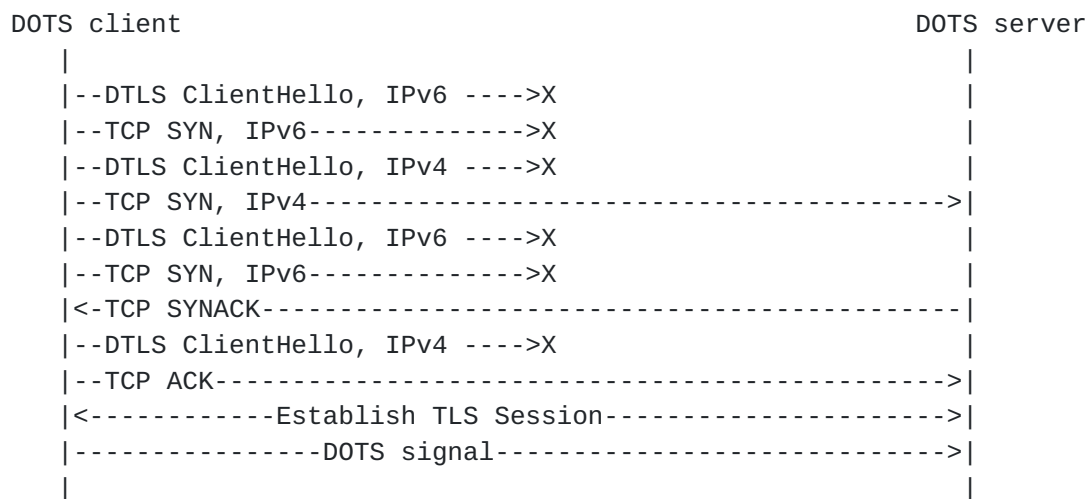 DOTS client                                               DOTS server
   |                                                          |
   |--DTLS ClientHello, IPv6 ---->X                           |
   |--TCP SYN, IPv6-------------->X                           |
   |--DTLS ClientHello, IPv4 ---->X                           |
   |--TCP SYN, IPv4----------------------------------------->|
   |--DTLS ClientHello, IPv6 ---->X                           |
   |--TCP SYN, IPv6-------------->X                           |
   |<-TCP SYNACK---------------------------------------------|
   |--DTLS ClientHello, IPv4 ---->X                           |
   |--TCP ACK----------------------------------------------->|
   |<------------Establish TLS Session---------------------->|
   |----------------DOTS signal----------------------------->|
   |                                                          |